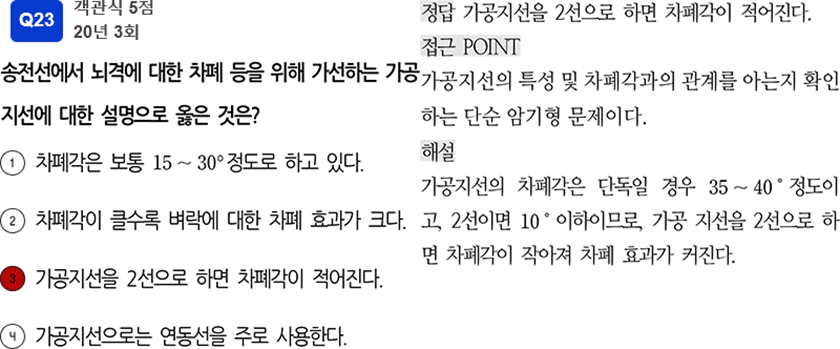 Q23
객관식 5점
20년 3회
송전선에서 뇌격에 대한 차폐 등을 위해 가선하는 가공
지선에 대한 설명으로 옳은 것은?
① 차폐각은 보통 15 ~ 30° 정도로 하고 있다.
② 차폐각이 클수록 벼락에 대한 차폐 효과가 크다.
③ 가공지선을 2선으로 하면 차폐각이 적어진다.
④ 가공지선으로는 연동선을 주로 사용한다.
정답 가공지선을 2선으로 하면 차폐각이 적어진다.
접근 POINT
가공지선의 특성 및 차폐각과의 관계를 아는지 확인
하는 단순 암기형 문제이다.
해설
가공지선의 차폐각은 단독일 경우 35 ~ 40° 정도이
고, 2선이면 10° 이하이므로, 가공 지선을 2선으로 하
면 차폐각이 작아져 차폐 효과가 커진다.